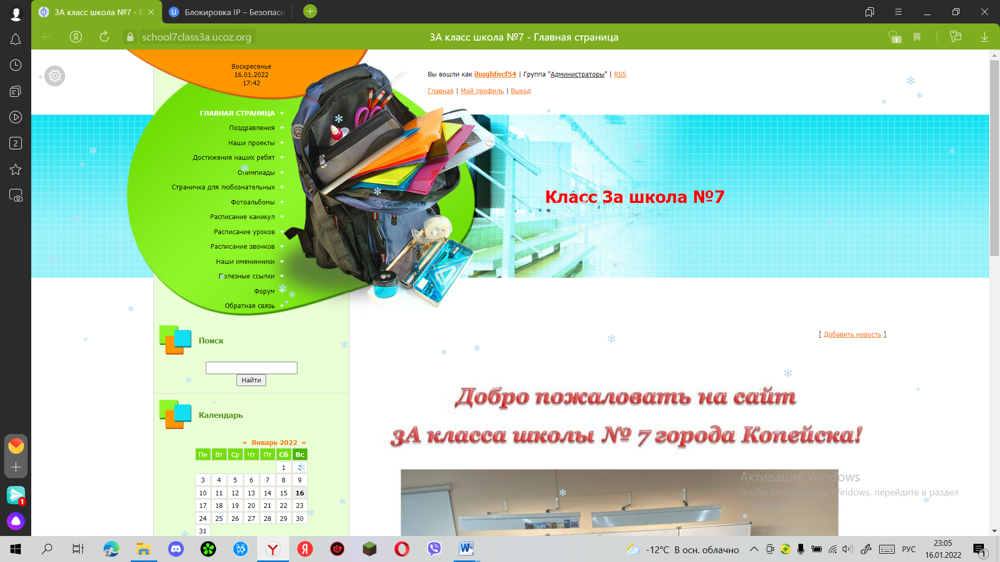 3А класс школа №7 - Г
Блокировка IP – Безопасн
school7class3a.ucoz.org
3А класс школа №7 - Главная страница
1
2
Воскресенье
16.01.2022
17:42
Вы вошли как ihughfncf54 | Группа "Администраторы" | RSS
Главная | Мой профиль | Выход
ГЛАВНАЯ СТРАНИЦА
Поздравления
Наши проекты
Достижения наших ребят
Олимпиады
Страничка для любознательных
Фотоальбомы
Расписание каникул
Расписание уроков
Расписание звонков
Наши именинники
Полезные ссылки
Форум
Обратная связь
Класс 3а школа №7
Поиск
Найти
[ Добавить новость ]
Добро пожаловать на сайт
3А класса школы № 7 города Копейска!
Календарь
« Январь 2022 »
Пн Вт Ср Чт Пт Сб Вс
1 2
3 4 5 6 7 8 9
10 11 12 13 14 15 16
17 18 19 20 21 22 23
24 25 26 27 28 29 30
31
Активация Windows
Чтобы активировать Windows, перейдите в раздел
"Параметры".
1
-12°C В осн. облачно
РУС
23:05
16.01.2022
1